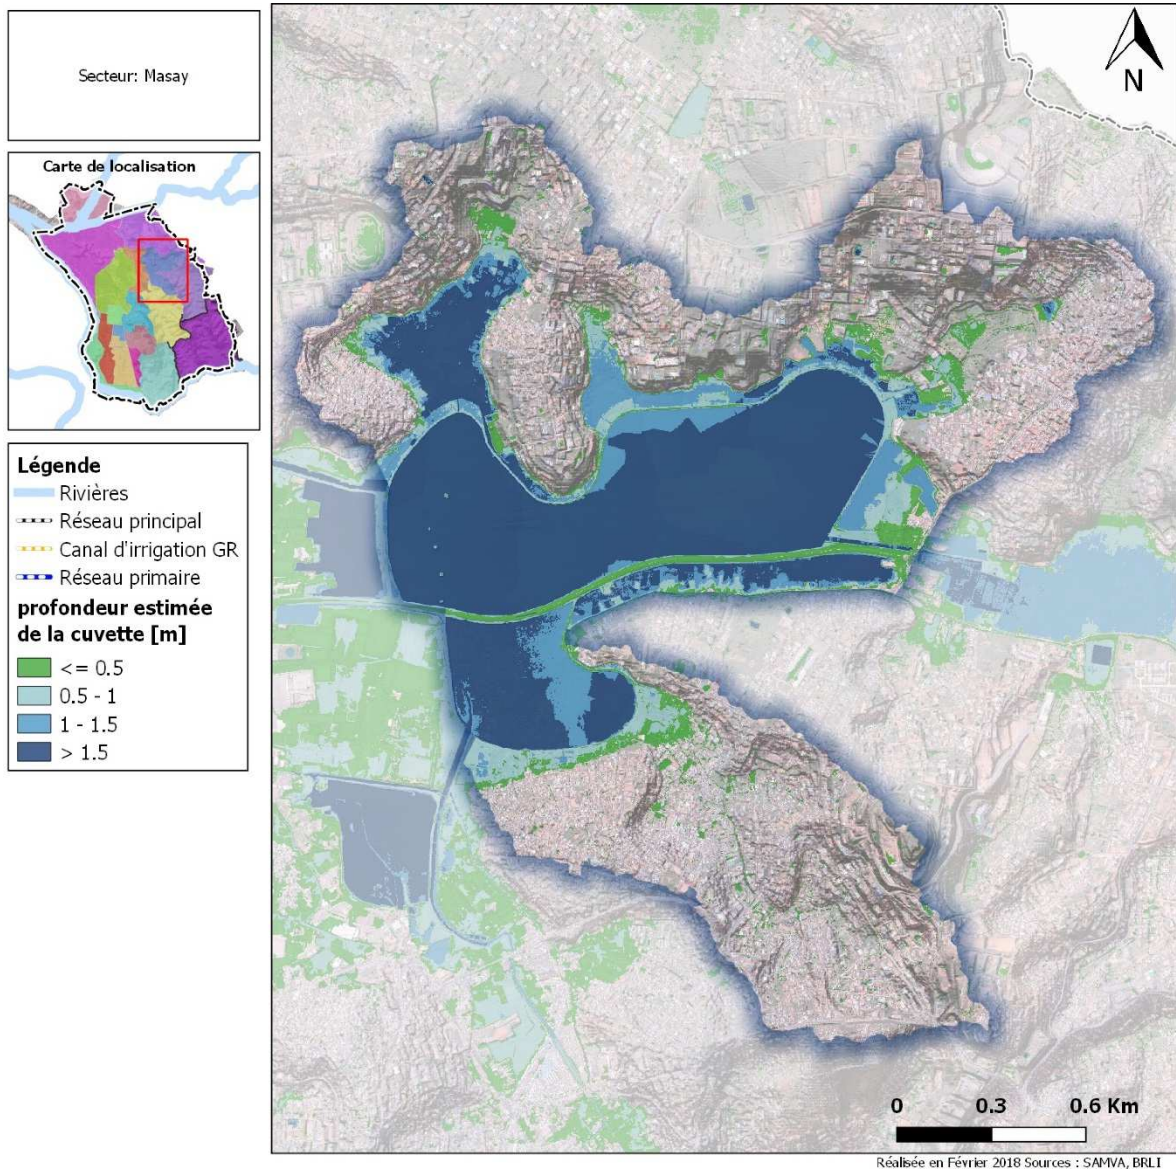 Secteur: Masay
Carte de localisation
Légende
Rivières
Réseau principal
Canal d'irrigation GR
Réseau primaire
profondeur estimée
de la cuvette [m]
<= 0.5
0.5 - 1
1 - 1.5
> 1.5
N
0 0.3 0.6 Km
Réalisée en Février 2018 Sources : SAMVA, BRLI